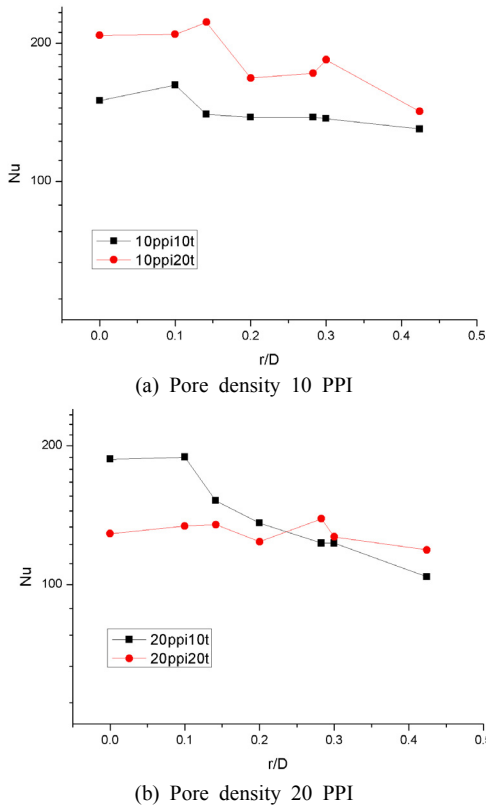 200
100
Nu
10ppi10t
10ppi20t
0.0 0.1 0.2 0.3 0.4 0.5
r/D
(a) Pore density 10 PPI
200
100
Nu
20ppi10t
20ppi20t
0.0 0.1 0.2 0.3 0.4 0.5
r/D
(b) Pore density 20 PPI